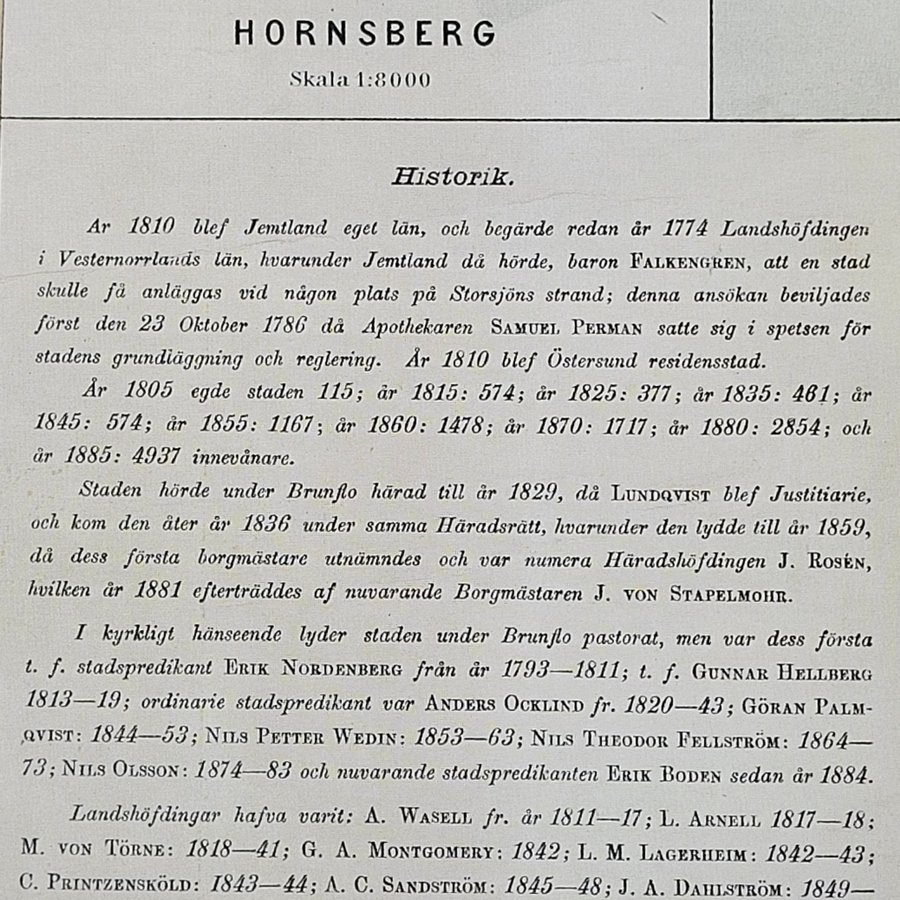 HORNSBERG
Skala 1:8000
Historik.
Ar 1810 blef Jemtland eget län, och begärde redan år 1774 Landshöfdingen
i Vesternorrlands län, hvarunder Jemtland då hörde, baron FALKENGREN, att en stad
skulle få anläggas vid någon plats på Storsjöns strand; denna ansökan beviljades
först den 23 Oktober 1786 då Apothekaren SAMUEL PERMAN satte sig i spetsen för
stadens grundläggning och reglering. År 1810 blef Östersund residensstad.
År 1805 egde staden 115; år 1815: 574; år 1825: 377; år 1835: 461; år
1845: 574; år 1855: 1167; år 1860: 1478; år 1870: 1717; år 1880: 2854; och
år 1885: 4937 innevånare.
Staden hörde under Brunflo härad till år 1829, då LUNDQVIST blef Justitiarie,
och kom den åter år 1836 under samma Häradsrätt, hvarunder den lydde till år 1859,
då dess första borgmästare utnämndes och var numera Häradshöfdingen J. ROSÉN,
hvilken år 1881 efterträddes af nuvarande Borgmästaren J. VON STAPELMOHR.
I kyrkligt hänseende lyder staden under Brunflo pastorat, men var dess första
t. f. stadspredikant ERIK NORDENBERG från år 1793—1811; t. f. GUNNAR HELLBERG
1813—19; ordinarie stadspredikant var ANDERS OCKLIND fr. 1820—43; GÖRAN PALM-
QVIST: 1844—53; NILS PETTER WEDIN: 1853—63; NILS THEODOR FELLSTRÖM: 1864—
73; NILS OLSSON: 1874—83 och nuvarande stadspredikanten ERIK BODEN sedan år 1884.
Landshöfdingar hafva varit: A. WASELL fr. år 1811—17; L. ARNELL 1817—18;
M. VON TÖRNE: 1818—41; G. A. MONTGOMERY: 1842; L. M. LAGERHEIM: 1842—43;
C. PRINTZENSKÖLD: 1843—44; A. C. SANDSTRÖM: 1845—48; J. A. DAHLSTRÖM: 1849—